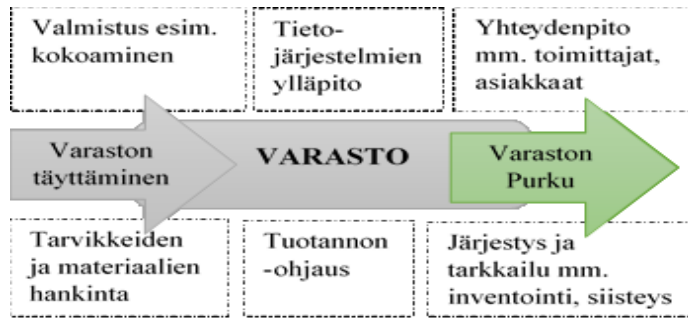 Valmistus esim.
kokoaminen
Tieto-
järjestelmien
ylläpito
Yhteydenpito
mm. toimittajat,
asiakkaat
Varaston
täyttäminen
VARASTO
Varaston
Purku
Tarvikkeiden
ja materiaalien
hankinta
Tuotannon
-ohjaus
Järjestys ja
tarkkailu mm.
inventointi, siisteys